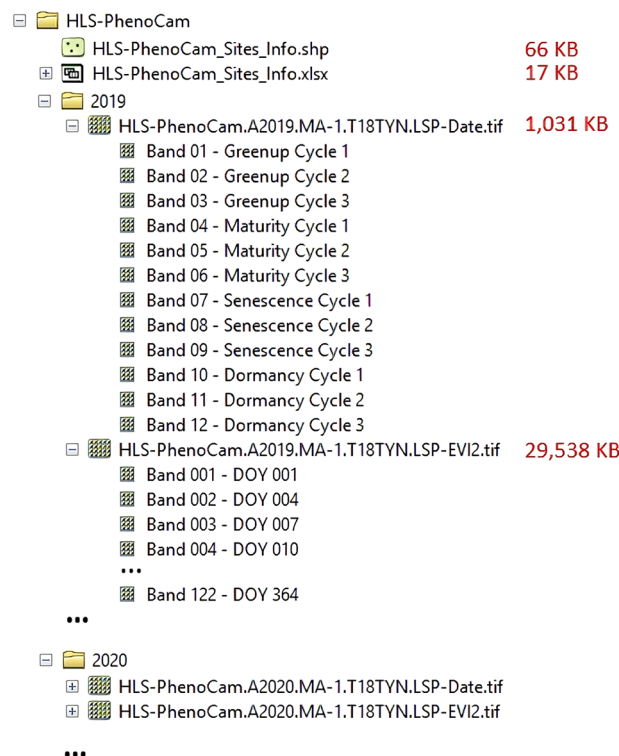 HLS-PhenoCam
HLS-PhenoCam_Sites_Info.shp 66 KB
HLS-PhenoCam_Sites_Info.xlsx 17 KB
2019
HLS-PhenoCam.A2019.MA-1.T18TYN.LSP-Date.tif 1,031 KB
Band 01 - Greenup Cycle 1
Band 02 - Greenup Cycle 2
Band 03 - Greenup Cycle 3
Band 04 - Maturity Cycle 1
Band 05 - Maturity Cycle 2
Band 06 - Maturity Cycle 3
Band 07 - Senescence Cycle 1
Band 08 - Senescence Cycle 2
Band 09 - Senescence Cycle 3
Band 10 - Dormancy Cycle 1
Band 11 - Dormancy Cycle 2
Band 12 - Dormancy Cycle 3
HLS-PhenoCam.A2019.MA-1.T18TYN.LSP-EVI2.tif 29,538 KB
Band 001 - DOY 001
Band 002 - DOY 004
Band 003 - DOY 007
Band 004 - DOY 010
...
Band 122 - DOY 364
...
2020
HLS-PhenoCam.A2020.MA-1.T18TYN.LSP-Date.tif
HLS-PhenoCam.A2020.MA-1.T18TYN.LSP-EVI2.tif
...